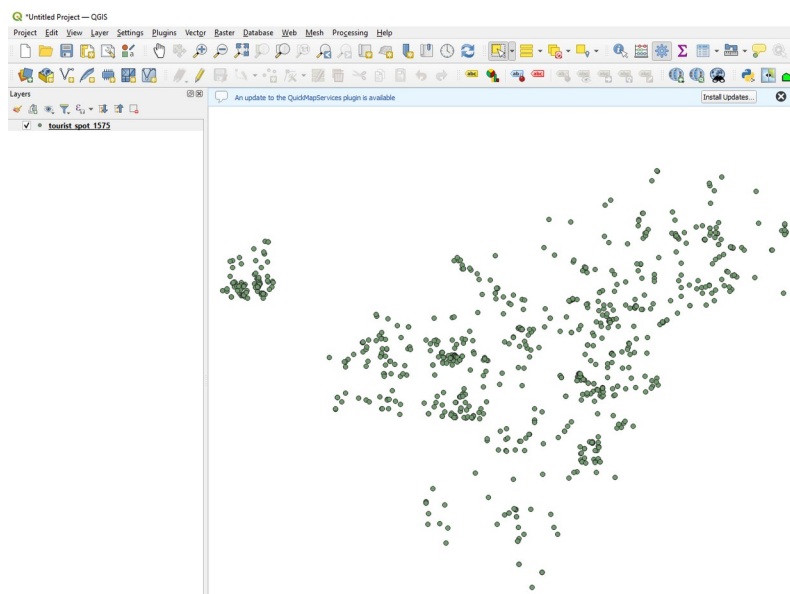 *Untitled Project — QGIS
Project Edit View Layer Settings Plugins Vector Raster Database Web Mesh Processing Help
Layers
An update to the QuickMapServices plugin is available
Install Updates...
tourist_spot_1575